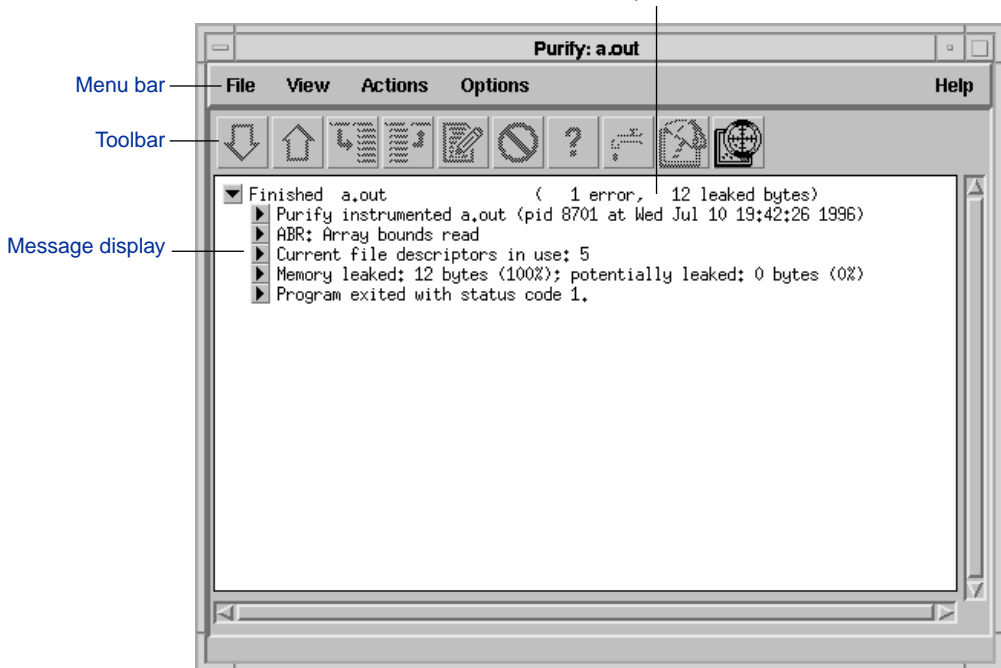 Purify: a.out
Menu bar
File View Actions Options Help
Toolbar
?
Finished a.out ( 1 error, 12 leaked bytes)
Purify instrumented a.out (pid 8701 at Wed Jul 10 19:42:26 1996)
ABR: Array bounds read
Message display
Current file descriptors in use: 5
Memory leaked: 12 bytes (100%); potentially leaked: 0 bytes (0%)
Program exited with status code 1.